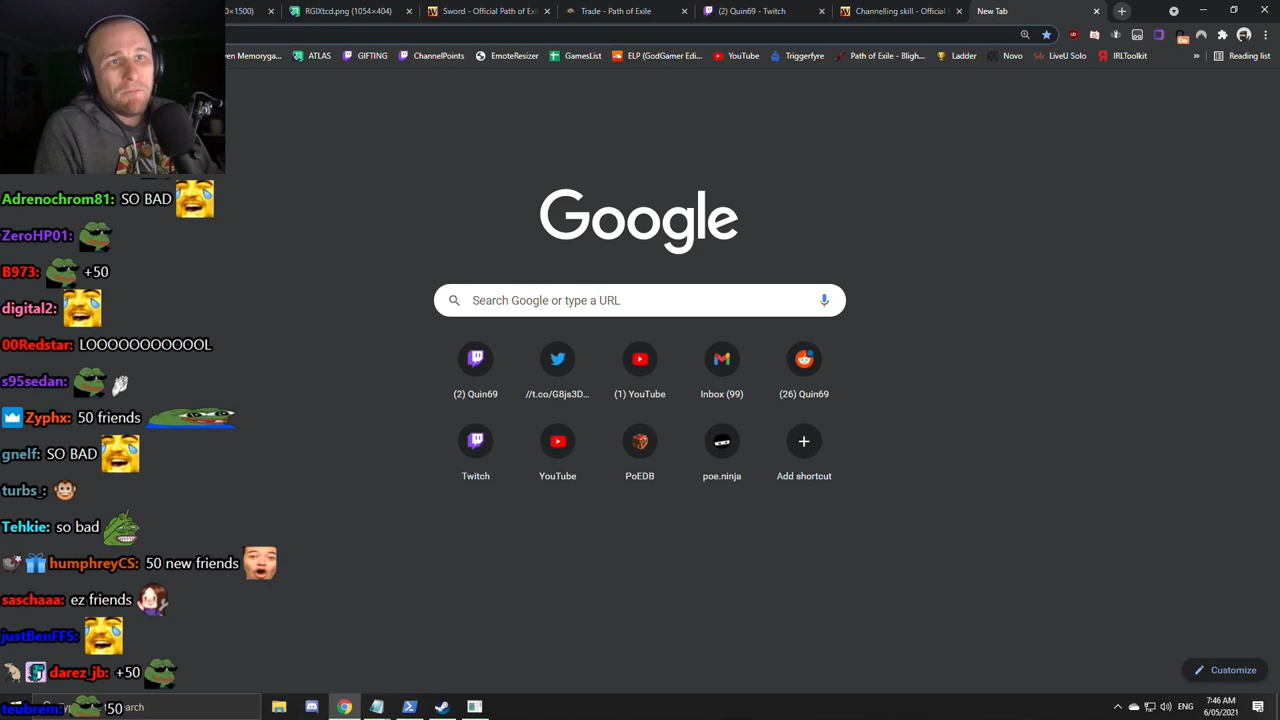 ×1500)
RGIXtcd.png (1054×404)
Sword - Official Path of Ex
Trade - Path of Exile
(2) Quin69 - Twitch
Channelling skill - Official
New Tab
ren Memoryga...
ATLAS
GIFTING
ChannelPoints
EmoteResizer
GamesList
ELP (GodGamer Edi...
YouTube
Triggerfyre
Path of Exile - Bligh...
Ladder
Novo
LiveU Solo
IRLToolkit
»
Reading list
Adrenochrom81: SO BAD
ZeroHP01:
B973: +50
digital2:
00Redstar: LOOOOOOOOOOOL
s95sedan:
Zyphx: 50 friends
gnelf: SO BAD
turbs_:
Tehkie: so bad
humphreyCS: 50 new friends
saschaaa: ez friends
justBenFFS:
darez_jb: +50
teubrem: +50
Google
Search Google or type a URL
(2) Quin69
//t.co/G8js3D...
(1) YouTube
Inbox (99)
(26) Quin69
Twitch
YouTube
PoEDB
poe.ninja
Add shortcut
Customize
ENG
7:46 AM
6/05/2021